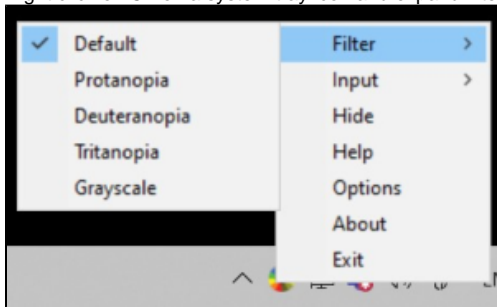 Default
Protanopia
Deuteranopia
Tritanopia
Grayscale
Filter
Input
Hide
Help
Options
About
Exit